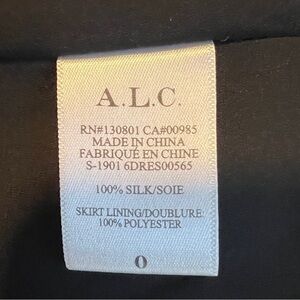 A.L.C.
RN#130801 CA#00985
MADE IN CHINA
FABRIQUÉ EN CHINE
S-1901 6DRES00565
100% SILK/SOIE
SKIRT LINING/DOUBLURE:
100% POLYESTER
0